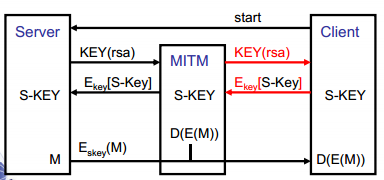 start
Server
Client
KEY(rsa)
MITM
KEY(rsa)
Ekey[S-Key]
Ekey[S-Key]
S-KEY
S-KEY
S-KEY
D(E(M))
M
Eskey(M)
D(E(M))